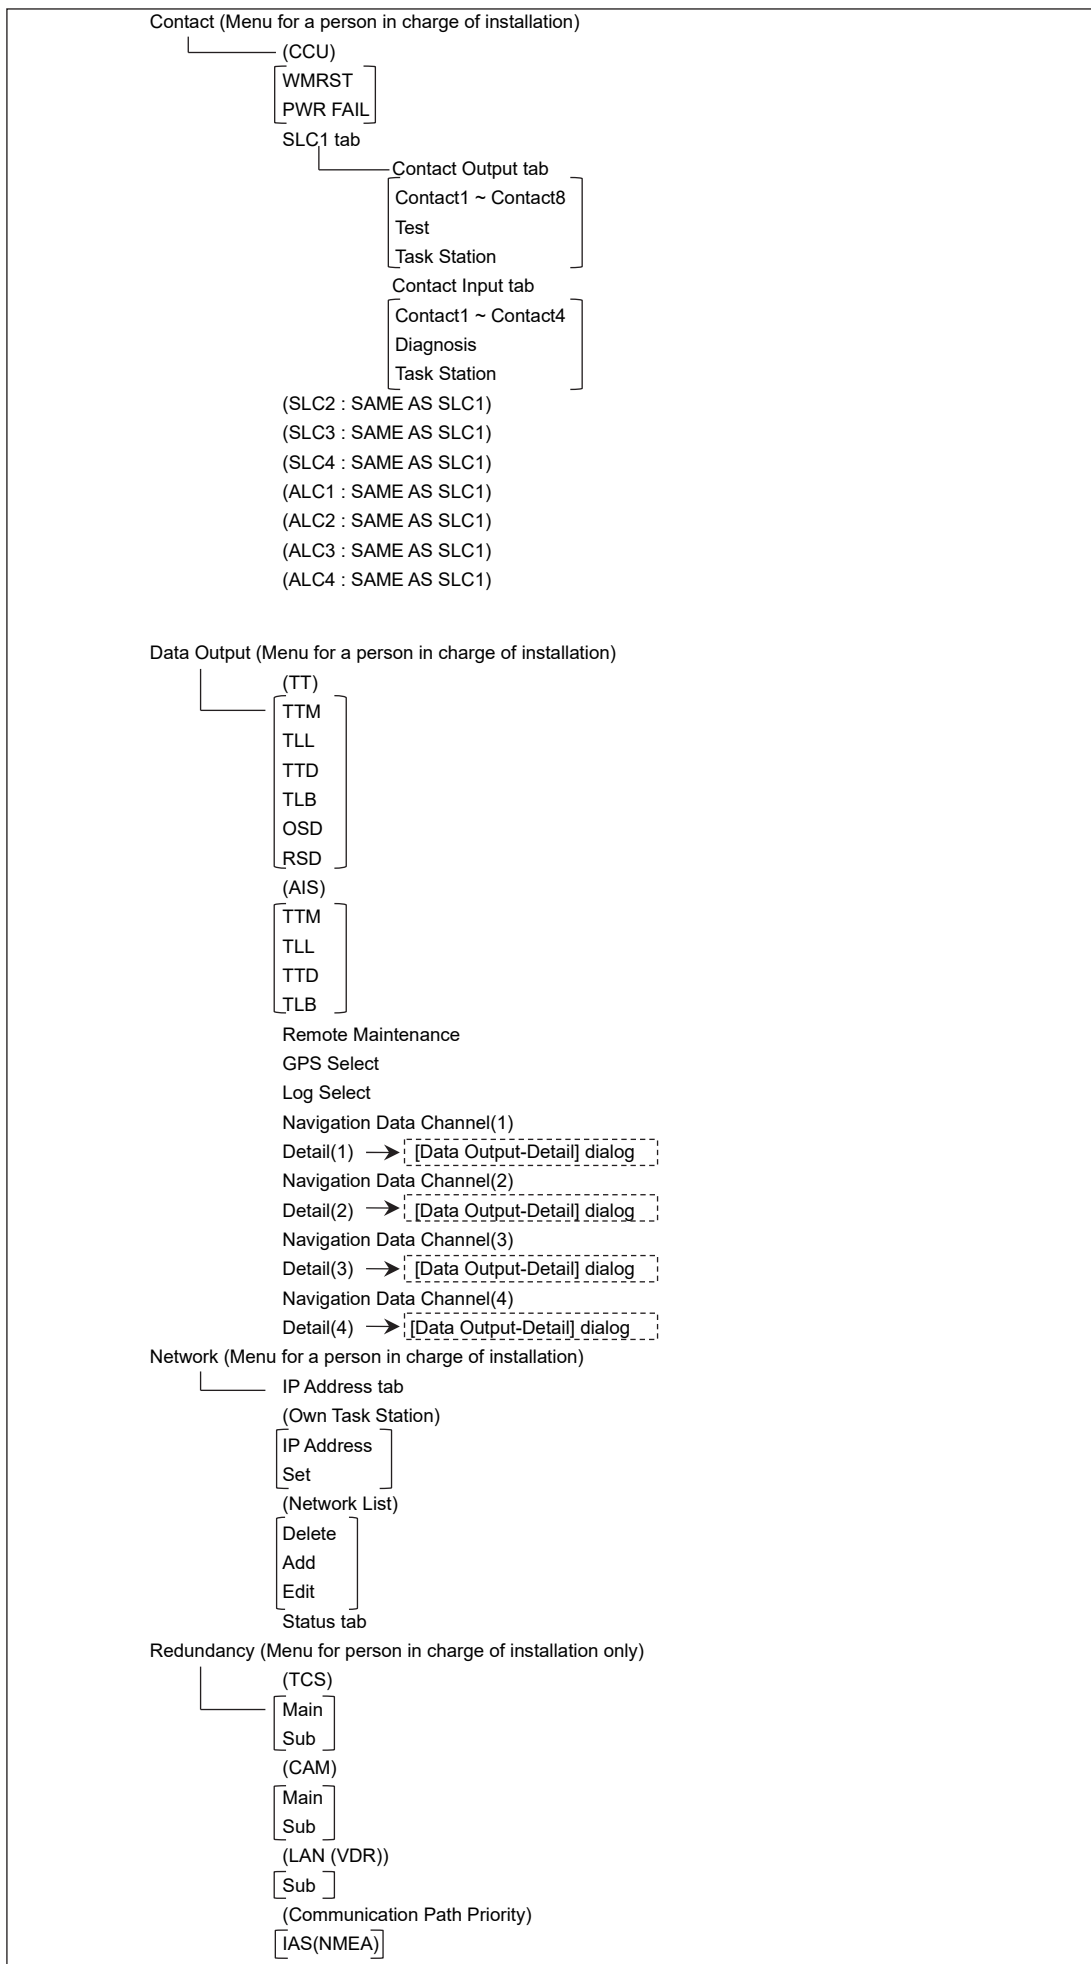 Contact (Menu for a person in charge of installation)
(CCU)
WMRST
PWR FAIL
SLC1 tab
Contact Output tab
Contact1 ~ Contact8
Test
Task Station
Contact Input tab
Contact1 ~ Contact4
Diagnosis
Task Station
(SLC2 : SAME AS SLC1)
(SLC3 : SAME AS SLC1)
(SLC4 : SAME AS SLC1)
(ALC1 : SAME AS SLC1)
(ALC2 : SAME AS SLC1)
(ALC3 : SAME AS SLC1)
(ALC4 : SAME AS SLC1)
Data Output (Menu for a person in charge of installation)
(TT)
TTM
TLL
TTD
TLB
OSD
RSD
(AIS)
TTM
TLL
TTD
TLB
Remote Maintenance
GPS Select
Log Select
Navigation Data Channel(1)
Detail(1) [Data Output-Detail] dialog
Navigation Data Channel(2)
Detail(2) [Data Output-Detail] dialog
Navigation Data Channel(3)
Detail(3) [Data Output-Detail] dialog
Navigation Data Channel(4)
Detail(4) [Data Output-Detail] dialog
Network (Menu for a person in charge of installation)
IP Address tab
(Own Task Station)
IP Address
Set
(Network List)
Delete
Add
Edit
Status tab
Redundancy (Menu for person in charge of installation only)
(TCS)
Main
Sub
(CAM)
Main
Sub
(LAN (VDR))
Sub
(Communication Path Priority)
IAS(NMEA)